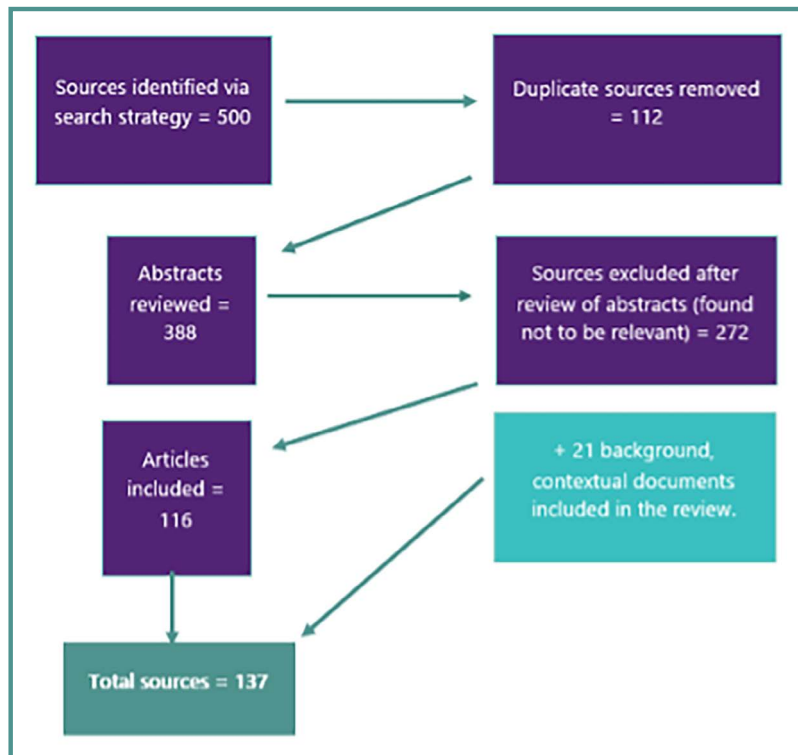 Sources identified via
search strategy = 500
Duplicate sources removed
= 112
Abstracts
reviewed =
388
Sources excluded after
review of abstracts (found
not to be relevant) = 272
Articles
included =
116
+ 21 background,
contextual documents
included in the review.
Total sources = 137